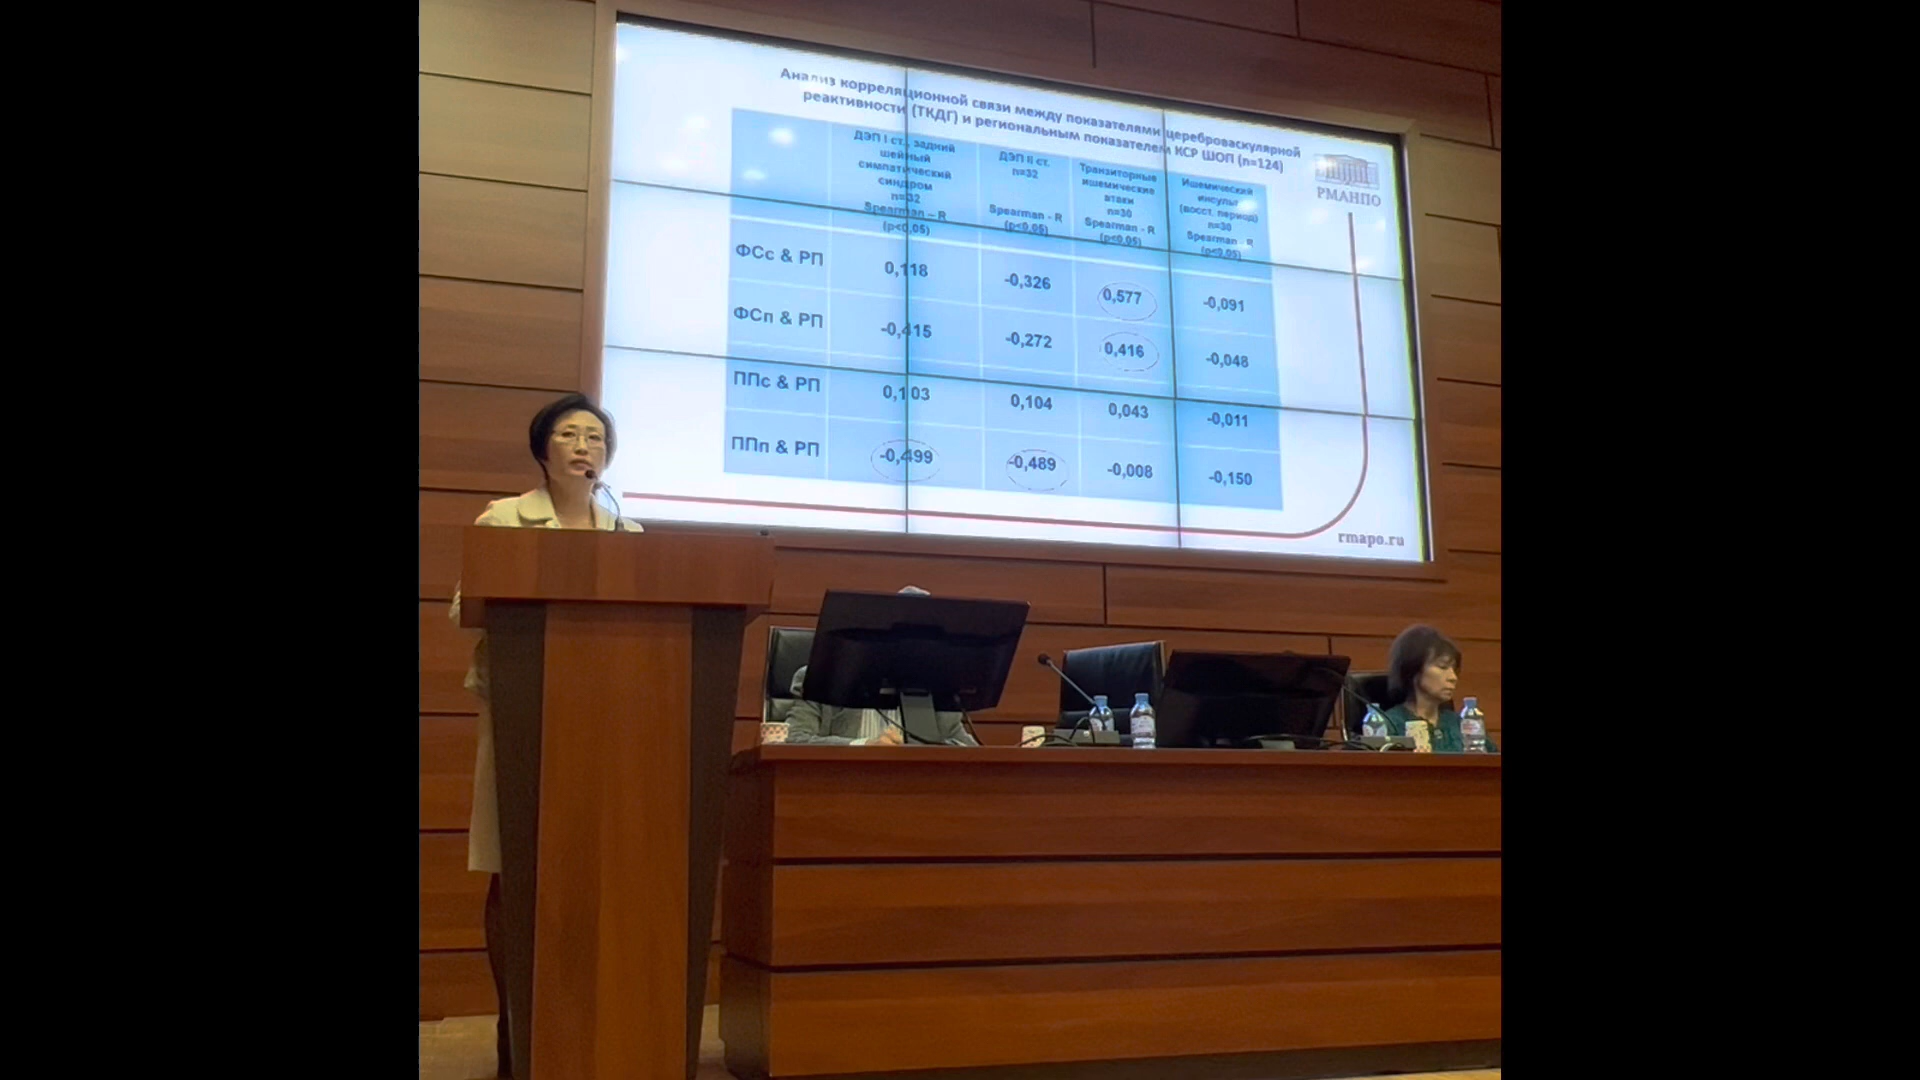 Анализ корреляционной связи между показателями цереброваскулярной
реактивности (ТКДГ) и региональным показателем КСР ШОП (n=124)
РМАНПО
ДЭП I ст., задний
шейный
симпатический
синдром
n=32
Spearman – R
(p<0,05)
ДЭП II ст.
n=32
Spearman - R
(p<0,05)
Транзиторные
ишемические
атаки
n=30
Spearman - R
(p<0,05)
Ишемический
инсульт
(восст. период)
n=30
Spearman - R
(p<0,05)
ФСс & РП 0,118 -0,326 0,577 -0,091
ФСп & РП -0,415 -0,272 0,416 -0,048
ППс & РП 0,103 0,104 0,043 -0,011
ППп & РП -0,499 -0,489 -0,008 -0,150
rmapo.ru